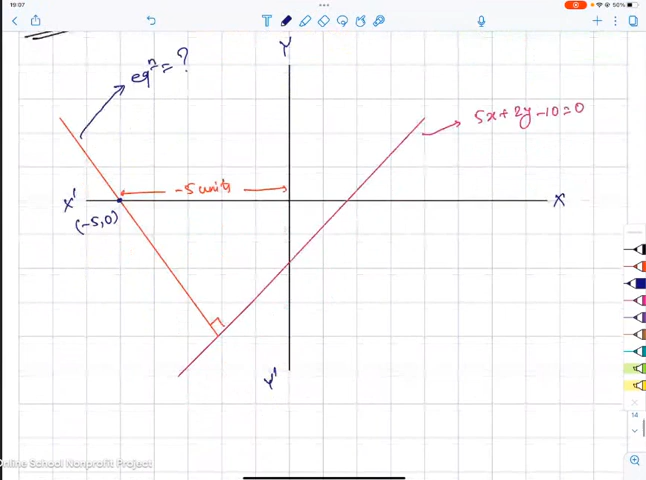 19:07
50%
Y
eqⁿ = ?
5x + 2y - 10 = 0
-5 units
X'
X
(-5,0)
Y'
14
Online School Nonprofit Project